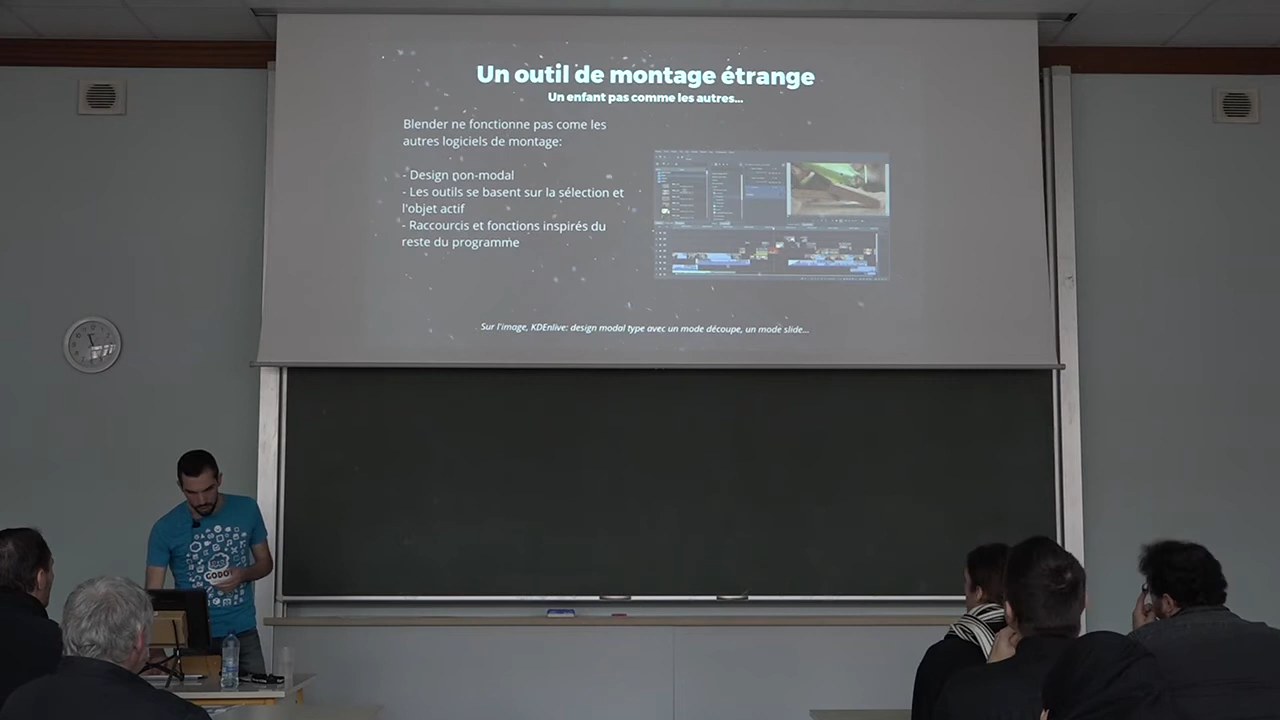 Un outil de montage étrange
Un enfant pas comme les autres...
Blender ne fonctionne pas come les
autres logiciels de montage:
- Design non-modal
- Les outils se basent sur la sélection et
l'objet actif
- Raccourcis et fonctions inspirés du
reste du programme
Sur l'image, KDEnlive: design modal type avec un mode découpe, un mode slide...
GODOT